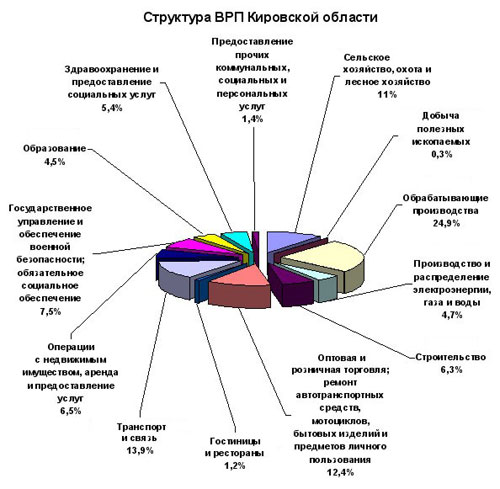 Структура ВРП Кировской области
Предоставление
прочих
коммунальных,
социальных и
персональных
услуг
1,4%
Сельское
хозяйство, охота и
лесное хозяйство
11%
Добыча
полезных
ископаемых
0,3%
Обрабатывающие
производства
24,9%
Производство и
распределение
электроэнергии,
газа и воды
4,7%
Строительство
6,3%
Оптовая и
розничная торговля;
ремонт
автотранспортных
средств,
мотоциклов,
бытовых изделий и
предметов личного
пользования
12,4%
Гостиницы
и рестораны
1,2%
Транспорт
и связь
13,9%
Операции
с недвижимым
имуществом, аренда
и предоставление
услуг
6,5%
Государственное
управление и
обеспечение
военной
безопасности;
обязательное
социальное
обеспечение
7,5%
Образование
4,5%
Здравоохранение и
предоставление
социальных услуг
5,4%